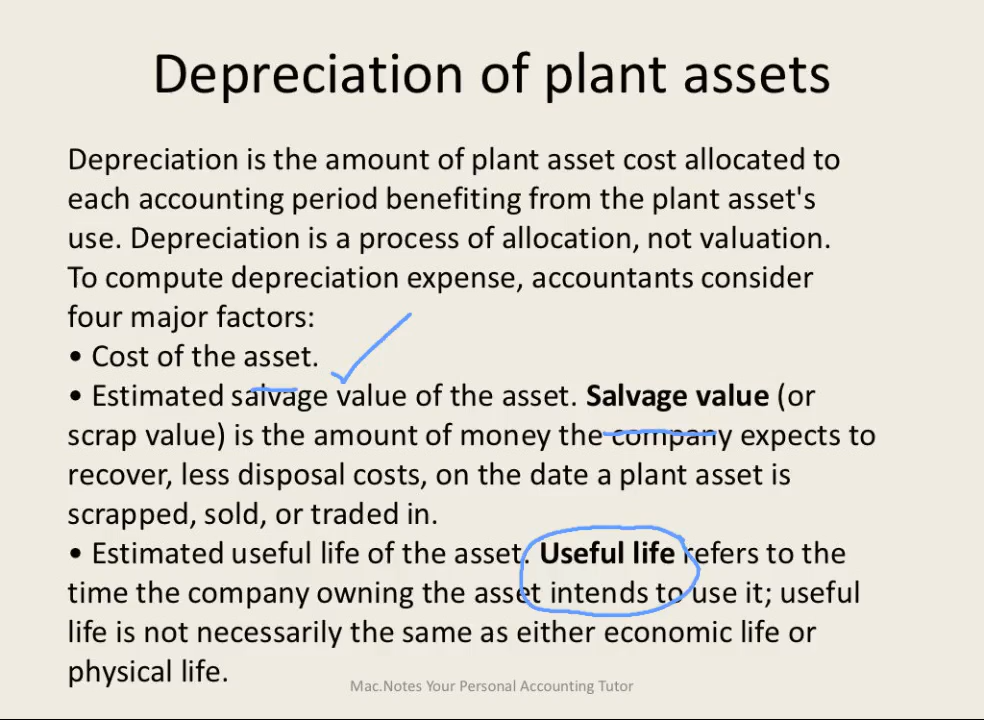 Depreciation of plant assets
Depreciation is the amount of plant asset cost allocated to
each accounting period benefiting from the plant asset's
use. Depreciation is a process of allocation, not valuation.
To compute depreciation expense, accountants consider
four major factors:
• Cost of the asset.
• Estimated salvage value of the asset. Salvage value (or
scrap value) is the amount of money the company expects to
recover, less disposal costs, on the date a plant asset is
scrapped, sold, or traded in.
• Estimated useful life of the asset. Useful life refers to the
time the company owning the asset intends to use it; useful
life is not necessarily the same as either economic life or
physical life.
Mac.Notes Your Personal Accounting Tutor